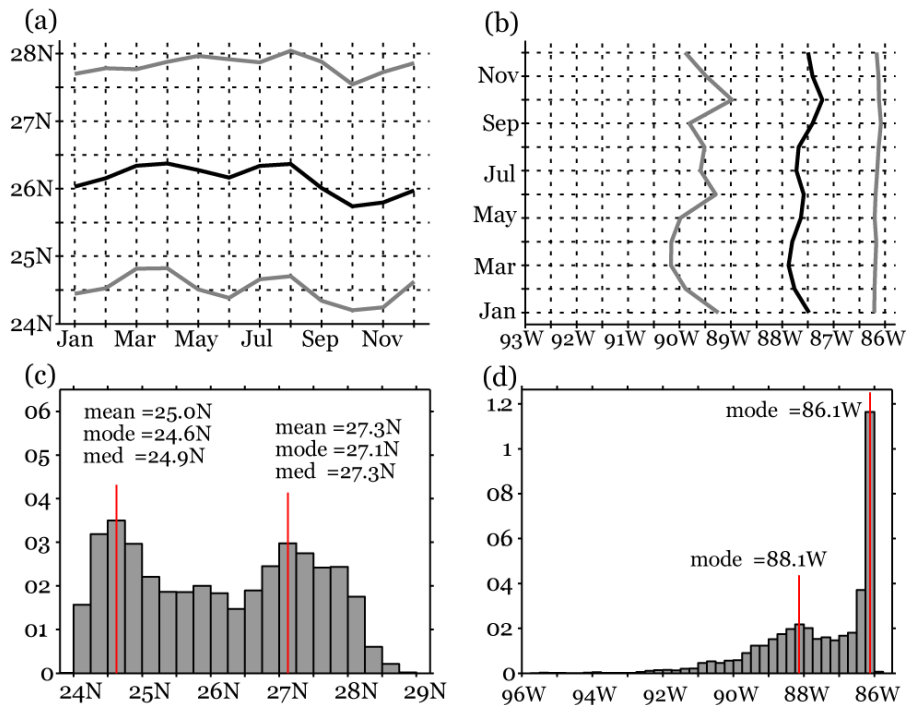 (a)
28N
27N
26N
25N
24N
Jan Mar May Jul Sep Nov
(b)
Nov
Sep
Jul
May
Mar
Jan
93W 92W 91W 90W 89W 88W 87W 86W
(c)
06
05
04
03
02
01
0
mean =25.0N
mode =24.6N
med =24.9N
mean =27.3N
mode =27.1N
med =27.3N
24N 25N 26N 27N 28N 29N
(d)
12
1
08
06
04
02
0
mode =86.1W
mode =88.1W
96W 94W 92W 90W 88W 86W